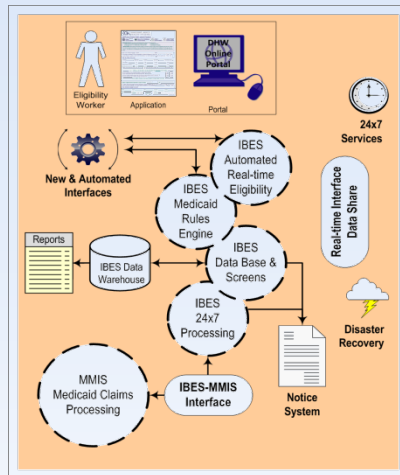 DHW
Online
Portal
Eligibility
Worker
Application
Portal
24x7
Services
New & Automated
Interfaces
IBES
Automated
Real-time
Eligibility
IBES
Medicaid
Rules
Engine
Real-time Interface
Data Share
Reports
IBES Data
Warehouse
IBES
Data Base &
Screens
IBES
24x7
Processing
Disaster
Recovery
MMIS
Medicaid Claims
Processing
IBES-MMIS
Interface
Notice
System